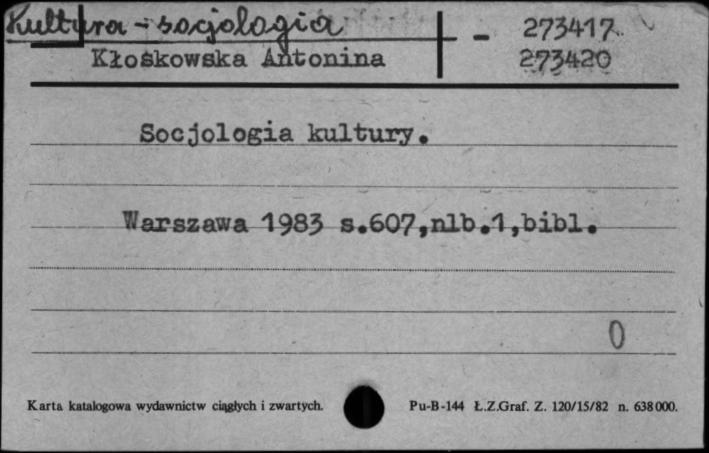 Kultura - socjologia
- 273417
Kłoskowska Antonina
273420
Socjologia kultury.
Warszawa 1983 s.607,nlb.1,bibl.
0
Karta katalogowa wydawnictw ciągłych i zwartych.
Pu-B-144 Ł.Z.Graf. Z. 120/15/82 n. 638000.